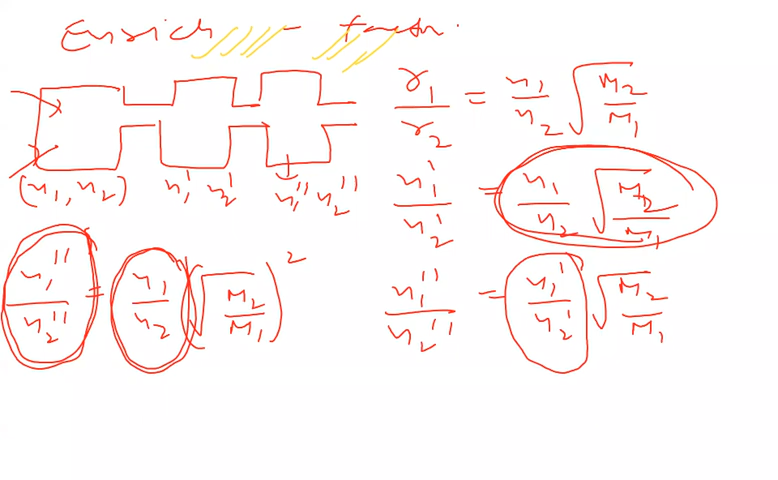 Enrich - factor.
r₁/r₂ = n₁/n₂ √(M₂/M₁)
(n₁, n₂) n₁' n₂' n₁'' n₂''
n₁'/n₂' = n₁/n₂ √(M₂/M₁)
n₁''/n₂'' = n₁/n₂ (√(M₂/M₁))²
n₁''/n₂'' = n₁'/n₂' √(M₂/M₁)